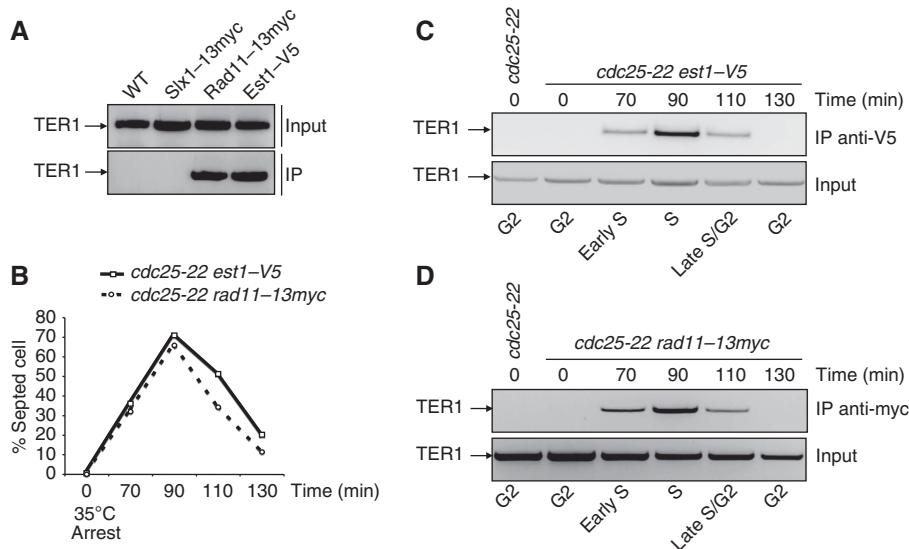 A
WT
Slx1–13myc
Rad11–13myc
Est1–V5
TER1
Input
TER1
IP
B
cdc25-22 est1–V5
cdc25-22 rad11–13myc
% Septed cell
80
70
60
50
40
30
20
10
0
0 70 90 110 130 Time (min)
35°C
Arrest
C
cdc25-22
cdc25-22 est1–V5
0 0 70 90 110 130 Time (min)
TER1
IP anti-V5
TER1
Input
G2 G2 Early S S Late S/G2 G2
D
cdc25-22
cdc25-22 rad11–13myc
0 0 70 90 110 130 Time (min)
TER1
IP anti-myc
TER1
Input
G2 G2 Early S S Late S/G2 G2